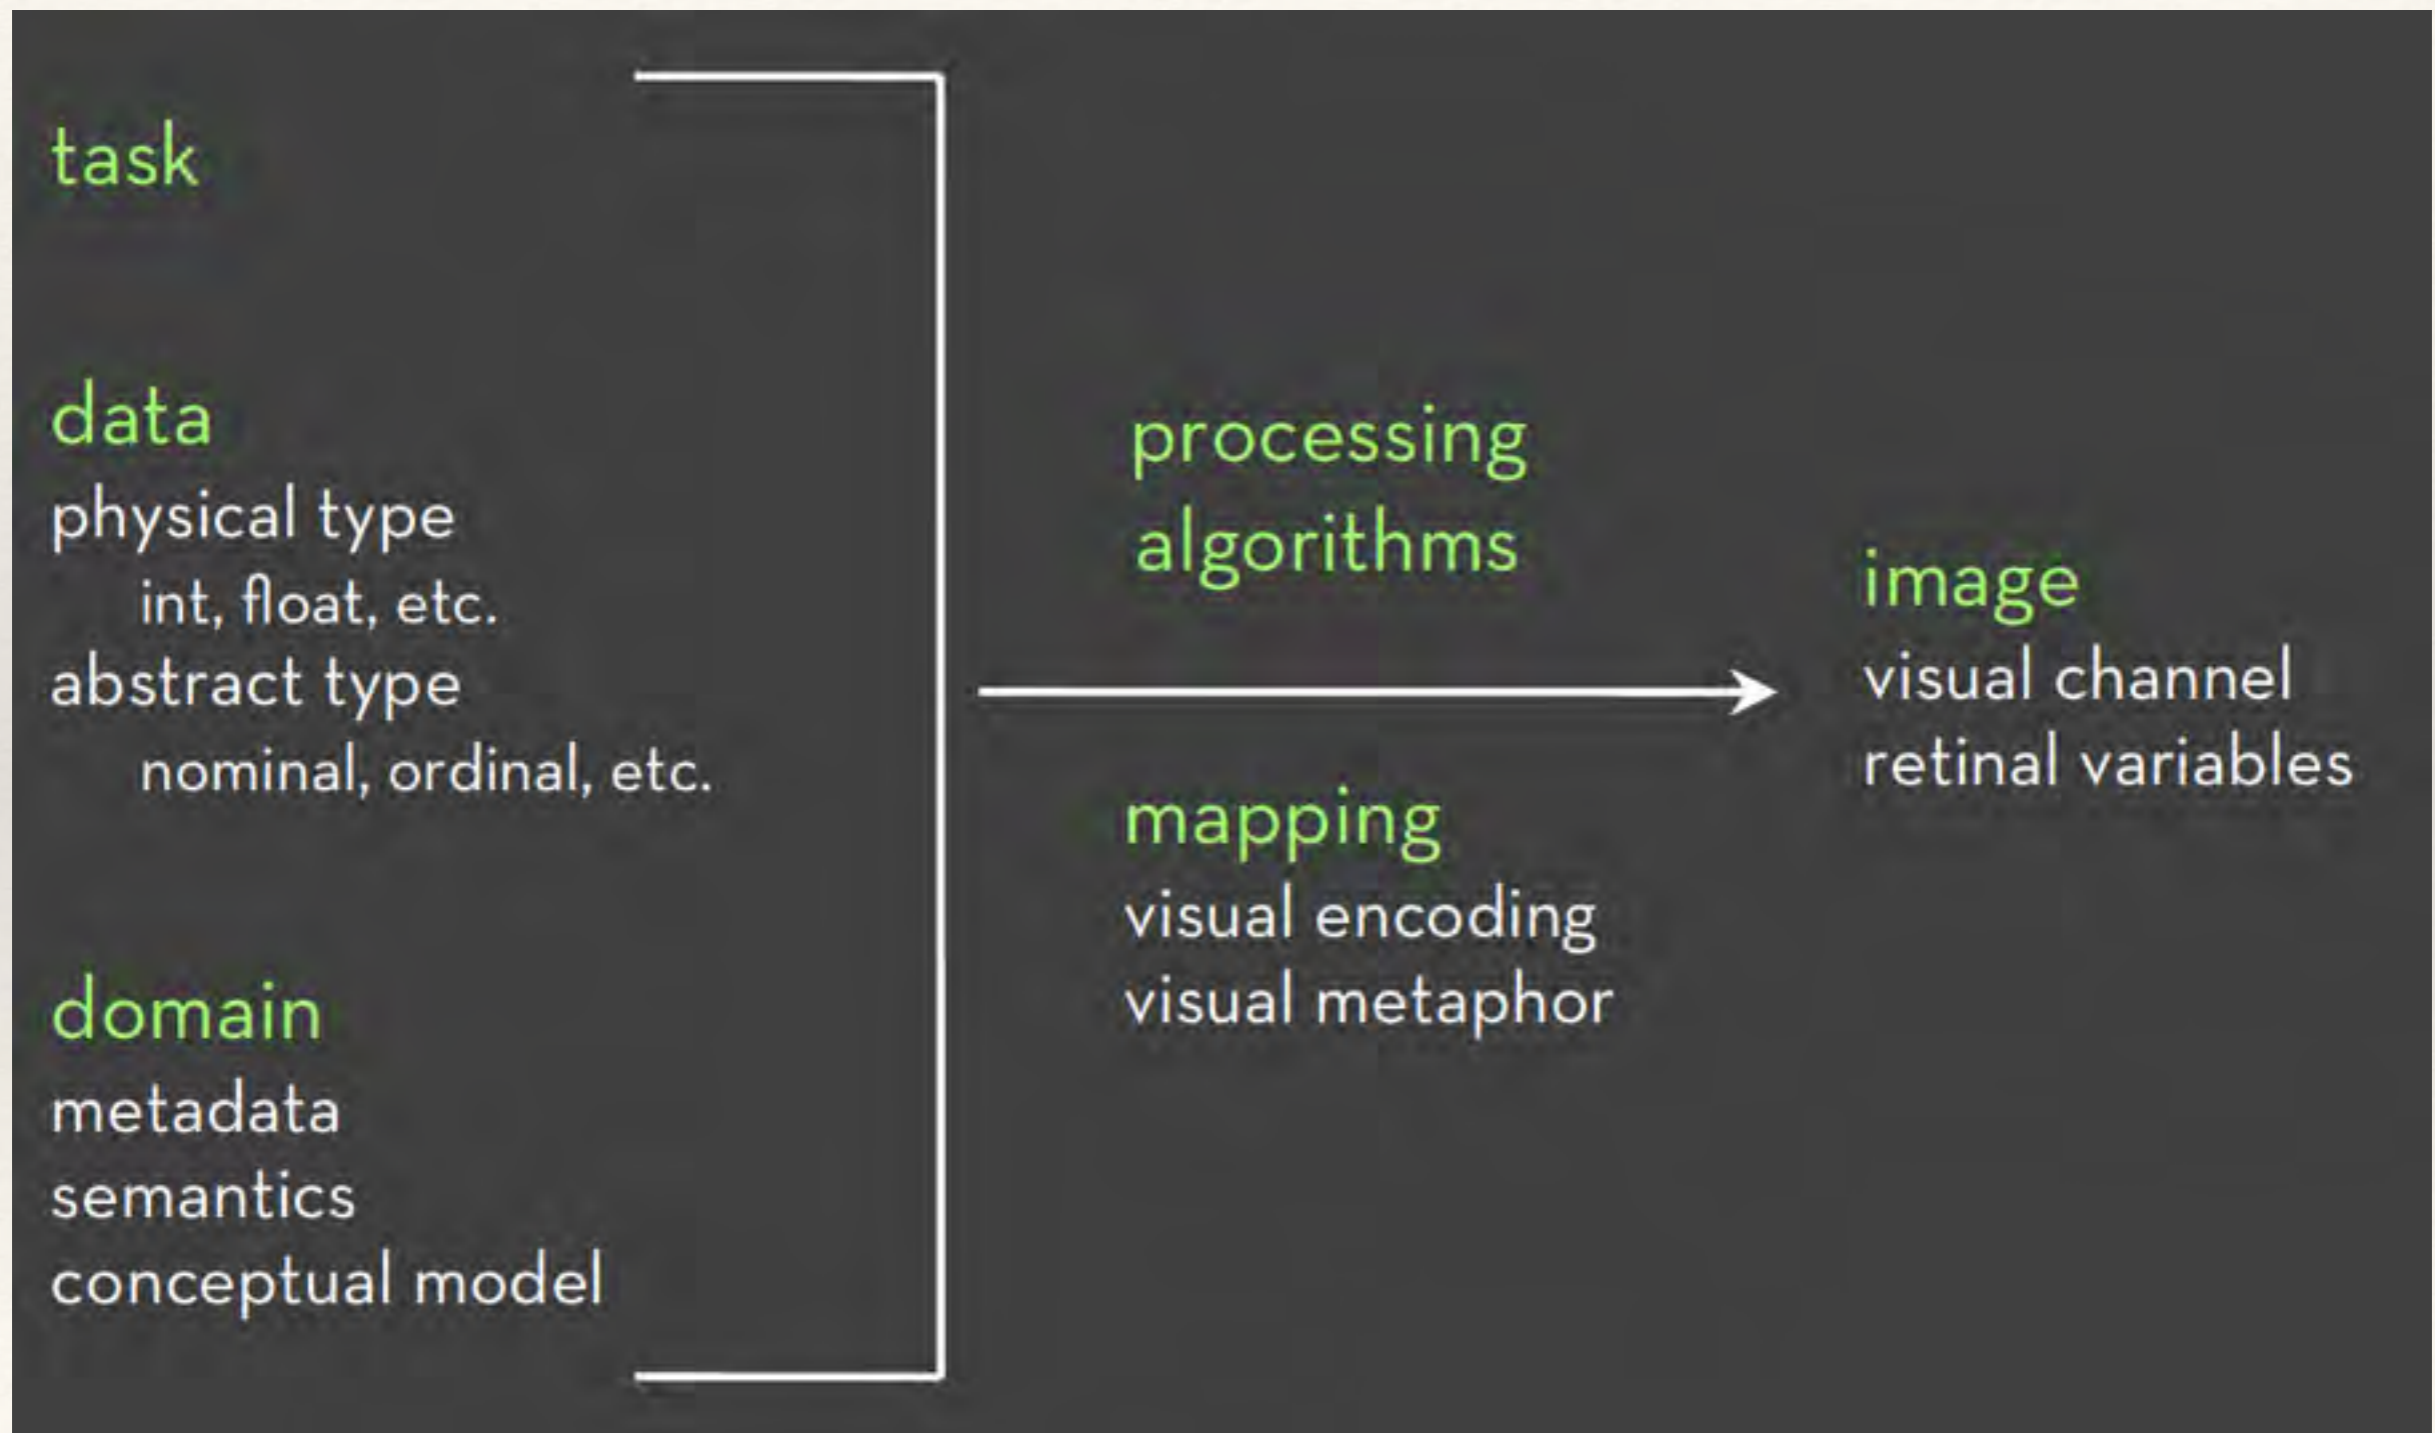 task
data
physical type
int, float, etc.
abstract type
nominal, ordinal, etc.
domain
metadata
semantics
conceptual model
processing
algorithms
mapping
visual encoding
visual metaphor
image
visual channel
retinal variables